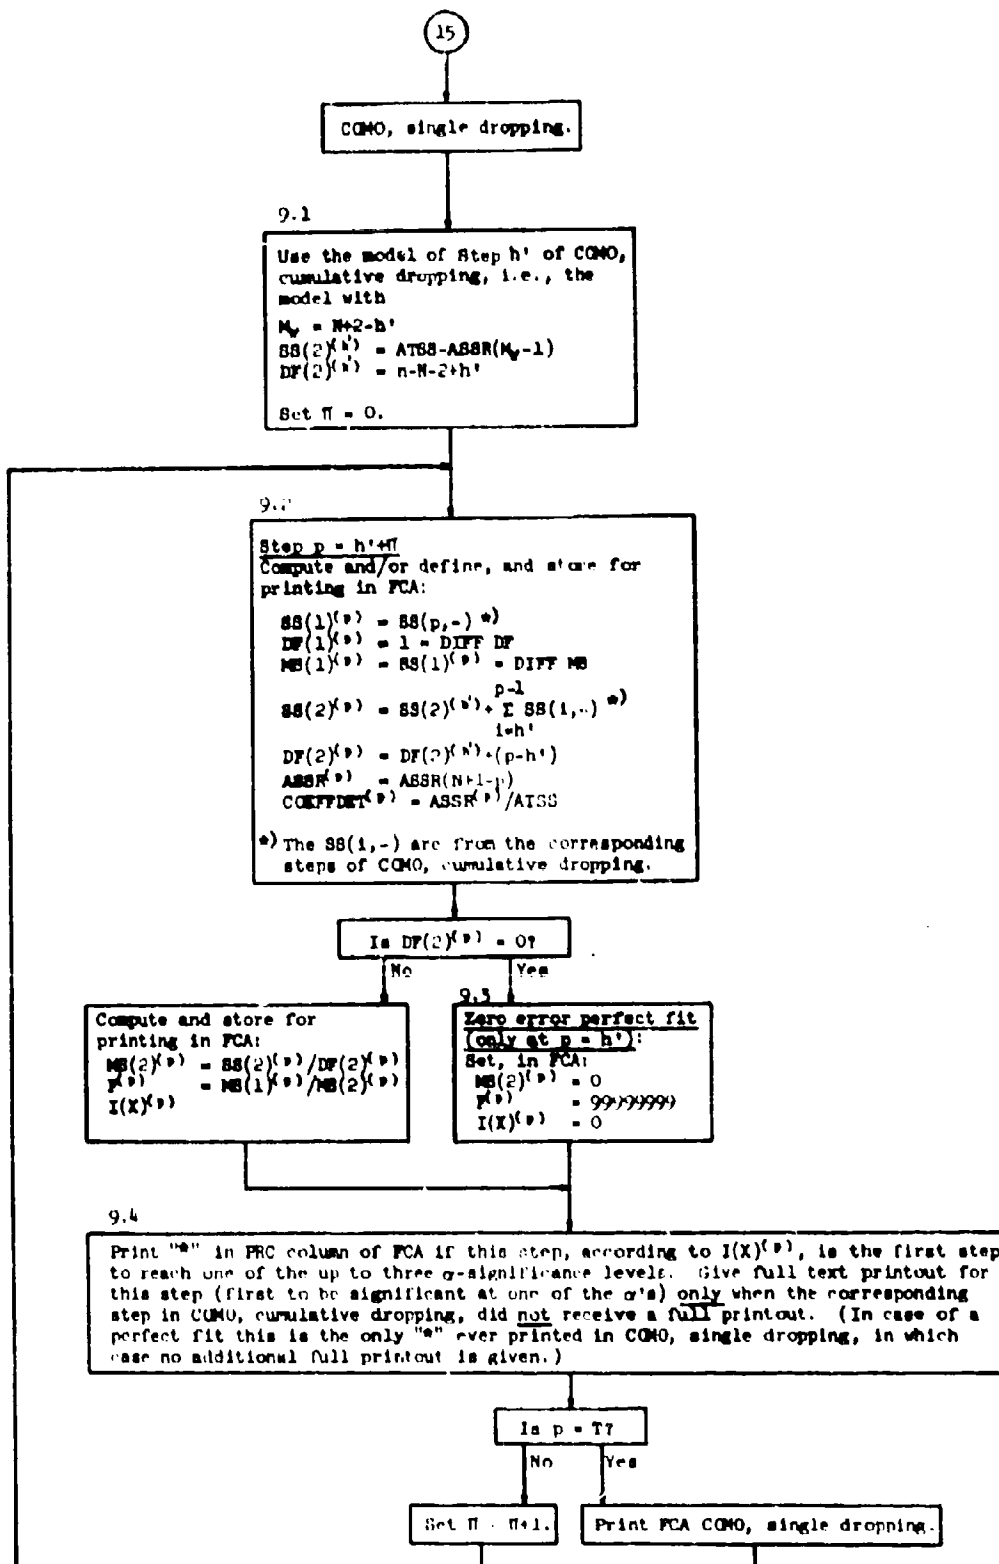 15
COMO, single dropping.
9.1
Use the model of Step h' of COMO,
cumulative dropping, i.e., the
model with
M_v = N+2-h'
SS(2)^(h') = ATSS-ASSR(M_v-1)
DF(2)^(h') = n-N-2+h'
Set Π = 0.
9.2
Step p = h'+Π
Compute and/or define, and store for
printing in FCA:
SS(1)^(p) = SS(p,-) *)
DF(1)^(p) = 1 = DIFF DF
MS(1)^(p) = SS(1)^(p) = DIFF MS
p-1
SS(2)^(p) = SS(2)^(h') + Σ SS(i,-) *)
i=h'
DF(2)^(p) = DF(2)^(h')+(p-h')
ASSR^(p) = ASSR(N+1-p)
COEFFDET^(p) = ASSR^(p)/ATSS
*) The SS(i,-) are from the corresponding
steps of COMO, cumulative dropping.
Is DF(2)^(p) = 0?
No Yes
Compute and store for
printing in FCA:
MS(2)^(p) = SS(2)^(p)/DF(2)^(p)
F^(p) = MS(1)^(p)/MS(2)^(p)
I(X)^(p)
9.3
Zero error perfect fit
(only at p = h'):
Set, in FCA:
MS(2)^(p) = 0
F^(p) = 99999999
I(X)^(p) = 0
9.4
Print "*" in PRC column of FCA if this step, according to I(X)^(p), is the first step
to reach one of the up to three α-significance levels. Give full text printout for
this step (first to be significant at one of the α's) only when the corresponding
step in COMO, cumulative dropping, did not receive a full printout. (In case of a
perfect fit this is the only "*" ever printed in COMO, single dropping, in which
case no additional full printout is given.)
Is p = T?
No Yes
Set Π = Π+1.
Print FCA COMO, single dropping.